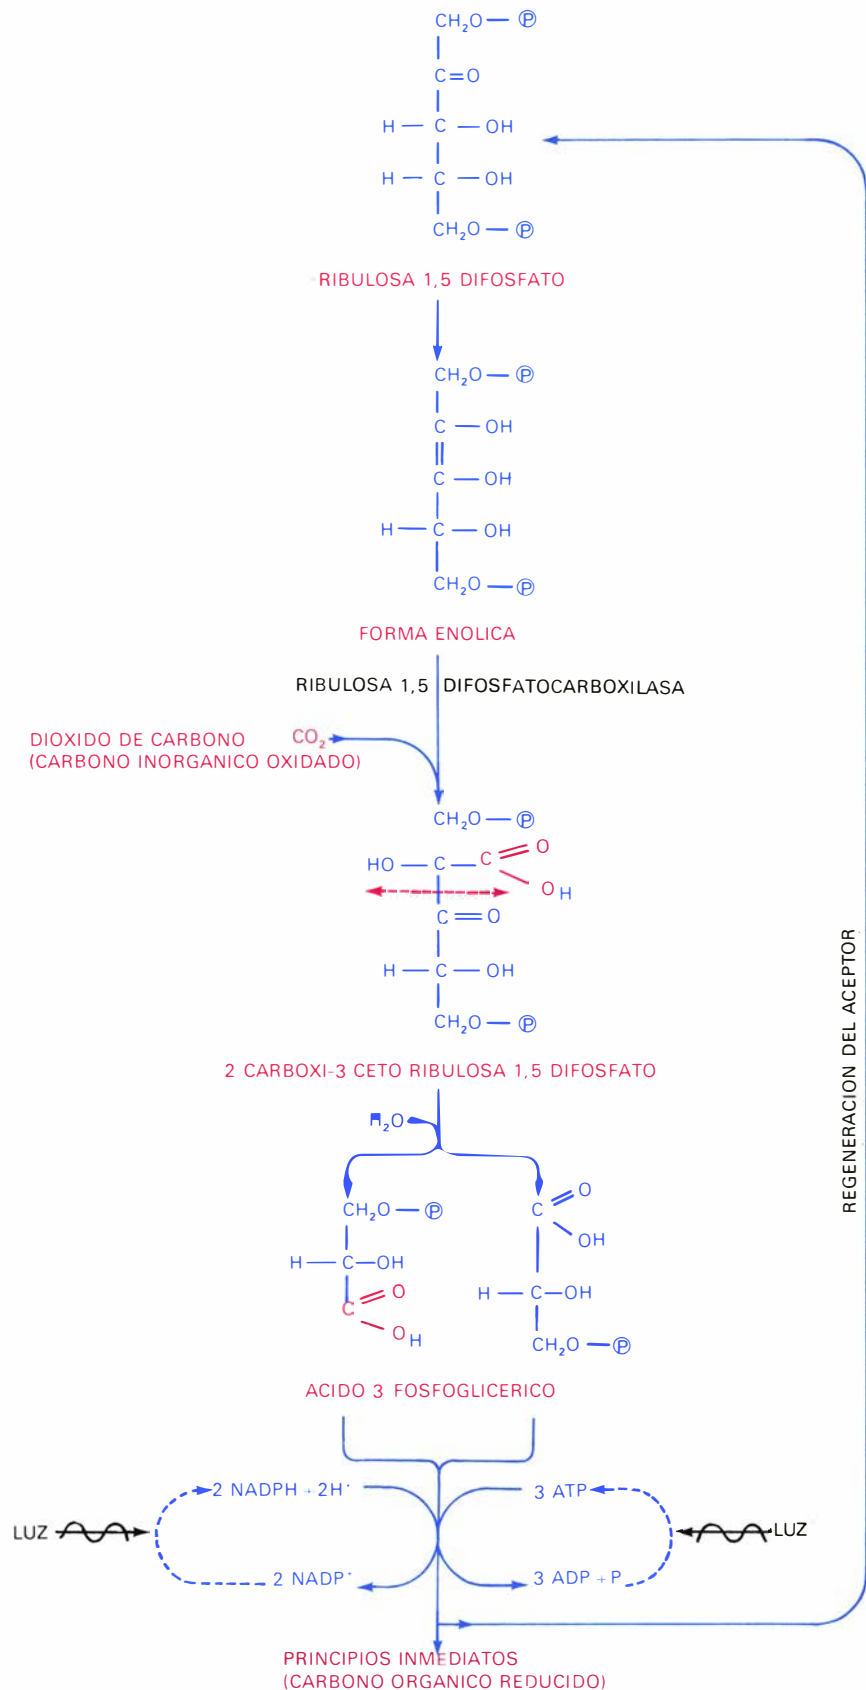 CH₂O — Ⓟ
C=O
H — C — OH
H — C — OH
CH₂O — Ⓟ
RIBULOSA 1,5 DIFOSFATO
CH₂O — Ⓟ
C — OH
C — OH
H — C — OH
CH₂O — Ⓟ
FORMA ENOLICA
RIBULOSA 1,5 DIFOSFATOCARBOXILASA
DIOXIDO DE CARBONO CO₂
(CARBONO INORGANICO OXIDADO)
CH₂O — Ⓟ
HO — C — C = O
OH
C = O
H — C — OH
CH₂O — Ⓟ
2 CARBOXI-3 CETO RIBULOSA 1,5 DIFOSFATO
H₂O
CH₂O — Ⓟ
H — C — OH
C = O
OH
C = O
OH
H — C — OH
CH₂O — Ⓟ
ACIDO 3 FOSFOGLICERICO
2 NADPH + 2H⁺
3 ATP
LUZ
LUZ
2 NADP⁺
3 ADP + P
PRINCIPIOS INMEDIATOS
(CARBONO ORGANICO REDUCIDO)
REGENERACION DEL ACEPTOR